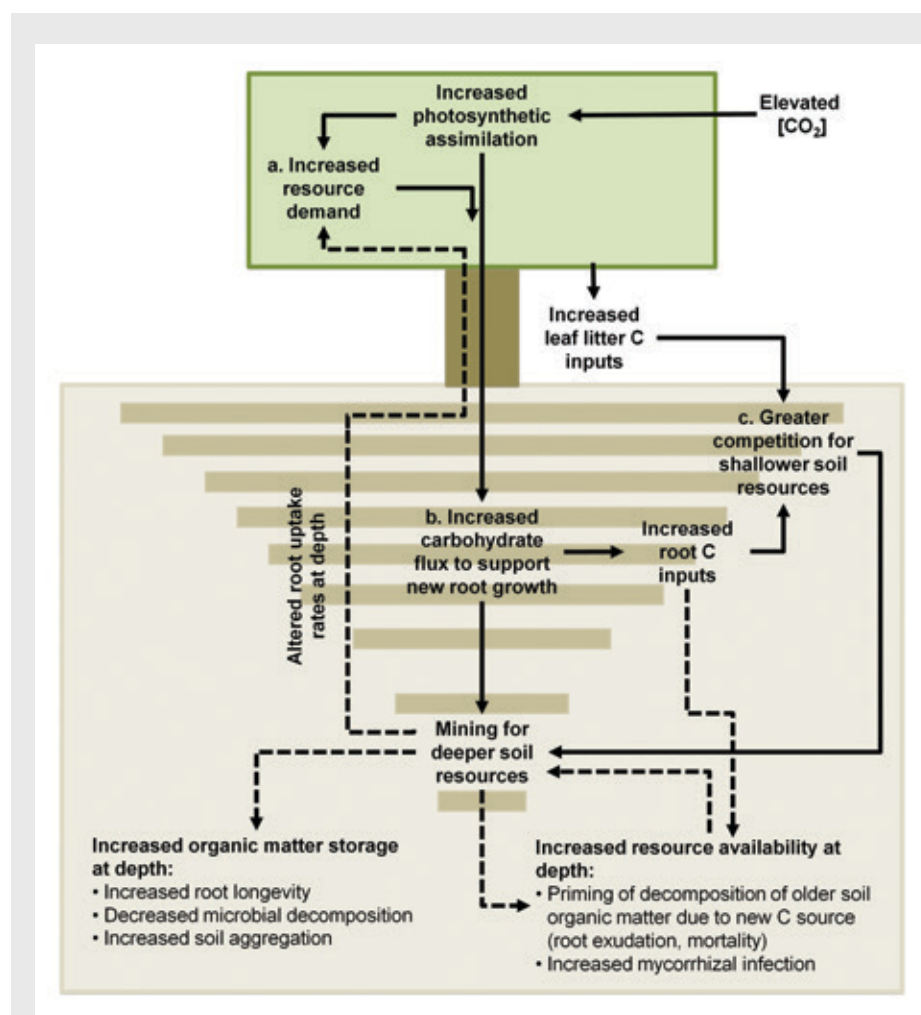 Increased
photosynthetic
assimilation
Elevated
[CO₂]
a. Increased
resource
demand
Increased
leaf litter C
inputs
c. Greater
competition for
shallower soil
resources
b. Increased
carbohydrate
flux to support
new root growth
Increased
root C
inputs
Altered root uptake
rates at depth
Mining for
deeper soil
resources
Increased organic matter storage
at depth:
• Increased root longevity
• Decreased microbial decomposition
• Increased soil aggregation
Increased resource availability at
depth:
• Priming of decomposition of older soil
organic matter due to new C source
(root exudation, mortality)
• Increased mycorrhizal infection